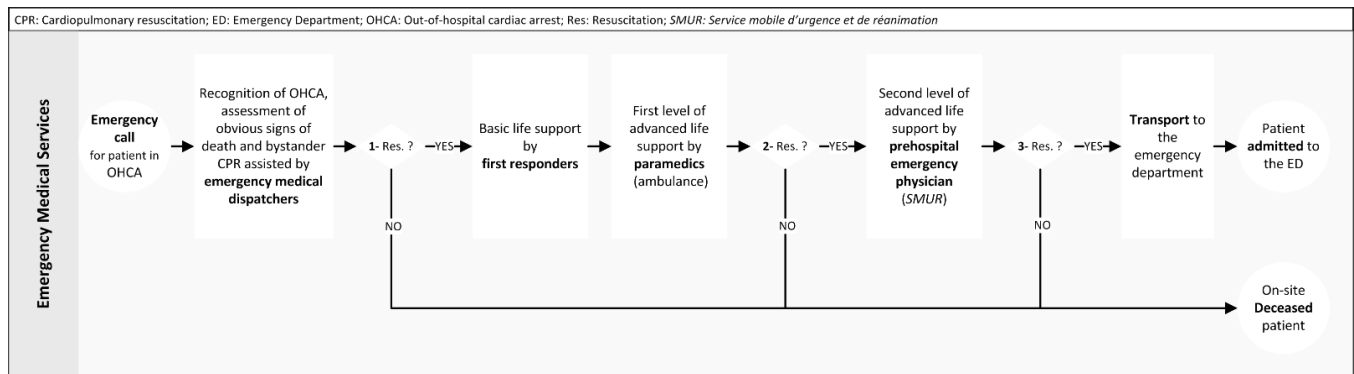 CPR: Cardiopulmonary resuscitation; ED: Emergency Department; OHCA: Out-of-hospital cardiac arrest; Res: Resuscitation; SMUR: Service mobile d'urgence et de réanimation
Emergency Medical Services
Emergency
call
for patient in
OHCA
Recognition of OHCA,
assessment of
obvious signs of
death and bystander
CPR assisted by
emergency medical
dispatchers
1- Res. ?
YES
NO
Basic life support
by
first responders
First level of
advanced life
support by
paramedics
(ambulance)
2- Res. ?
YES
NO
Second level of
advanced life
support by
prehospital
emergency
physician
(SMUR)
3- Res. ?
YES
NO
Transport to
the
emergency
department
Patient
admitted to
the ED
On-site
Deceased
patient